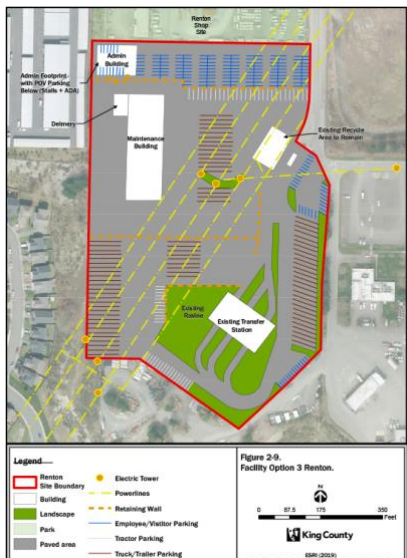 Renton
Shop
Site
Admin
Building
Admin Footprint
with POV Parking
Below (Stalls + ADA)
Delivery
Maintenance
Building
Existing Recycle
Area to Remain
Existing
Ravine
Existing Transfer
Station
Legend
Renton
Site Boundary
Building
Landscape
Park
Paved area
Electric Tower
Powerlines
Retaining Wall
Employee/Visitor Parking
Tractor Parking
Truck/Trailer Parking
Figure 2-9.
Facility Option 3 Renton.
N
0 87.5 175 350
Feet
King County
ESRI (2019)